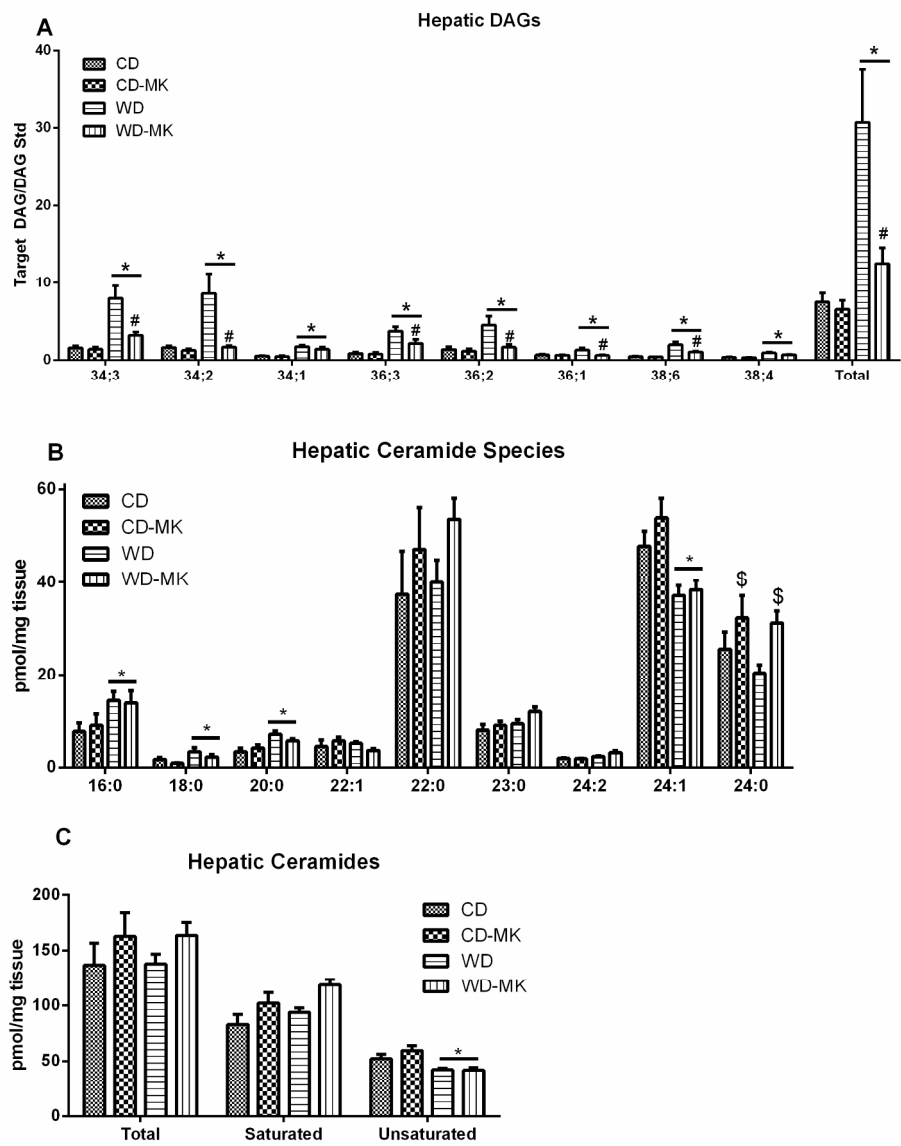 A
Hepatic DAGs
Target DAG/DAG Std
40
30
20
10
0
CD
CD-MK
WD
WD-MK
*
#
*
#
*
*
#
*
#
*
#
*
#
*
*
#
34;3 34;2 34;1 36;3 36;2 36;1 38;6 38;4 Total
B
Hepatic Ceramide Species
pmol/mg tissue
60
40
20
0
CD
CD-MK
WD
WD-MK
*
*
*
*
$
$
16:0 18:0 20:0 22:1 22:0 23:0 24:2 24:1 24:0
C
Hepatic Ceramides
pmol/mg tissue
200
150
100
50
0
CD
CD-MK
WD
WD-MK
*
Total Saturated Unsaturated